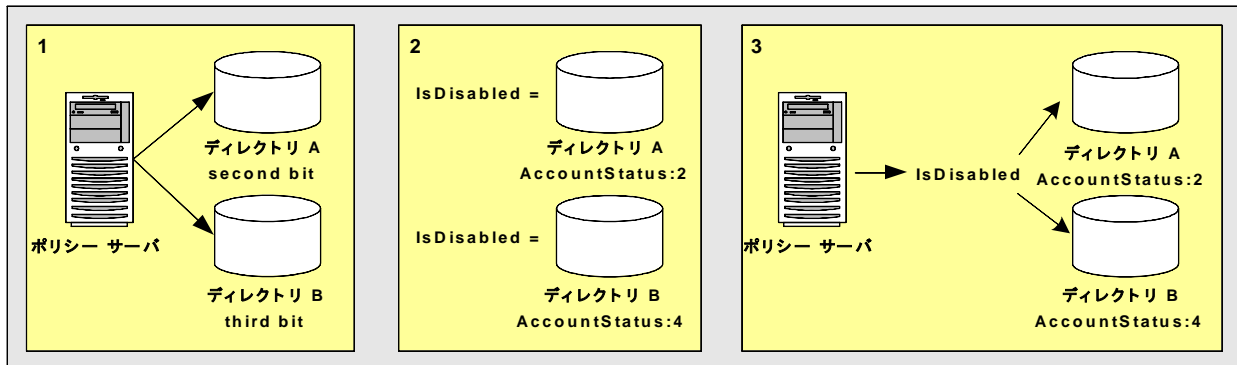 1
ディレクトリ A
second bit
ポリシー サーバ
ディレクトリ B
third bit
2
IsDisabled =
ディレクトリ A
AccountStatus:2
IsDisabled =
ディレクトリ B
AccountStatus:4
3
ポリシー サーバ
IsDisabled
ディレクトリ A
AccountStatus:2
ディレクトリ B
AccountStatus:4